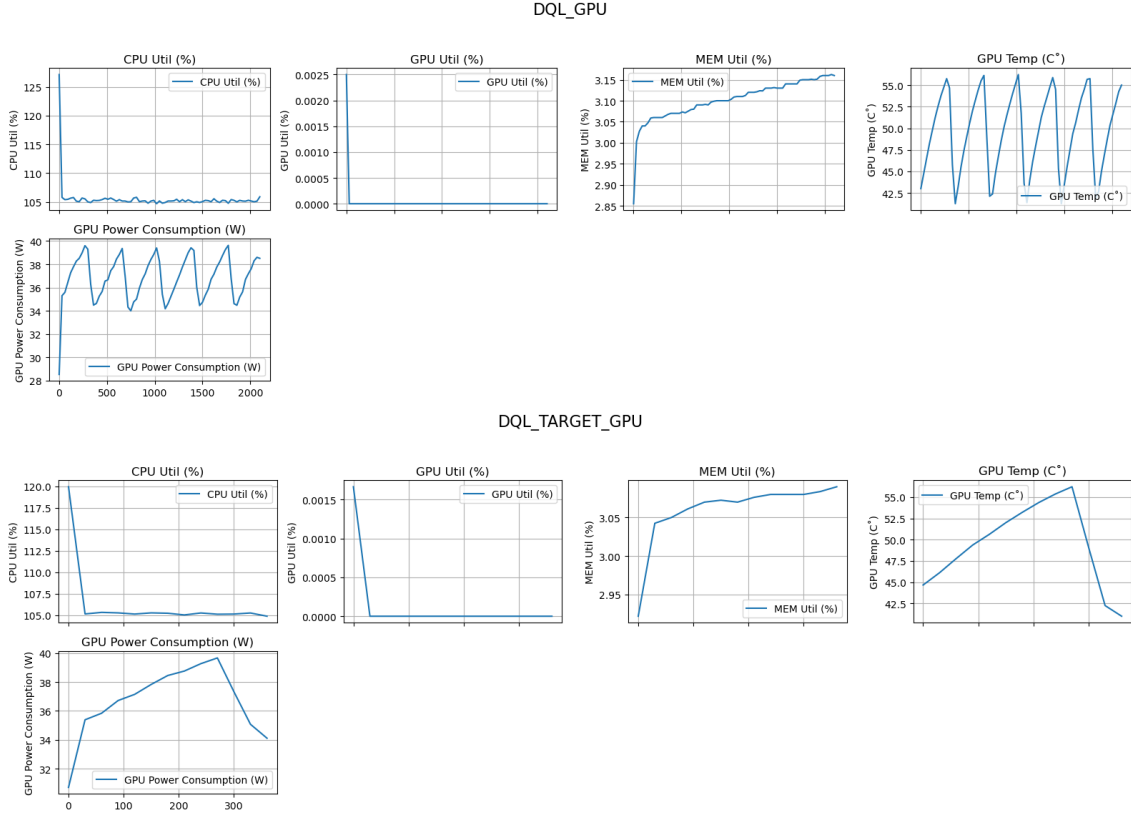 DQL_GPU
CPU Util (%)
CPU Util (%)
125
120
115
110
105
CPU Util (%)
GPU Util (%)
GPU Util (%)
0.0025
0.0020
0.0015
0.0010
0.0005
0.0000
GPU Util (%)
MEM Util (%)
MEM Util (%)
3.15
3.10
3.05
3.00
2.95
2.90
2.85
MEM Util (%)
GPU Temp (C˚)
GPU Temp (C˚)
55.0
52.5
50.0
47.5
45.0
42.5
GPU Temp (C˚)
GPU Power Consumption (W)
GPU Power Consumption (W)
40
38
36
34
32
30
28
GPU Power Consumption (W)
0 500 1000 1500 2000
DQL_TARGET_GPU
CPU Util (%)
CPU Util (%)
120.0
117.5
115.0
112.5
110.0
107.5
105.0
CPU Util (%)
GPU Util (%)
GPU Util (%)
0.0015
0.0010
0.0005
0.0000
GPU Util (%)
MEM Util (%)
MEM Util (%)
3.05
3.00
2.95
MEM Util (%)
GPU Temp (C˚)
GPU Temp (C˚)
55.0
52.5
50.0
47.5
45.0
42.5
GPU Temp (C˚)
GPU Power Consumption (W)
GPU Power Consumption (W)
40
38
36
34
32
GPU Power Consumption (W)
0 100 200 300